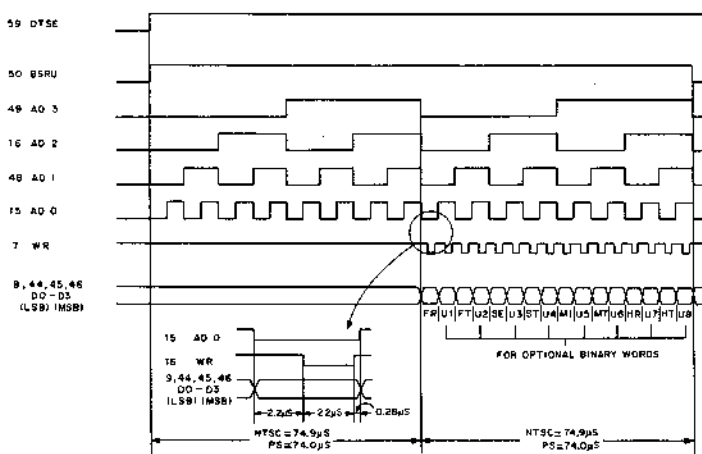 59 DTSE
50 BSRU
49 AD 3
16 AD 2
48 AD 1
15 AD 0
7 WR
9,44,45,46
D0-D3
(LSB) (MSB)
FR U1 FT U2 SE U3 ST U4 MI U5 MT U6 HR U7 HT U8
FOR OPTIONAL BINARY WORDS
15 AD 0
16 WR
9,44,45,46
D0-D3
(LSB) (MSB)
2.2µS 2.2µS 0.28µS
NTSC=74.9µS
PS=74.0µS
NTSC=74.9µS
PS=74.0µS